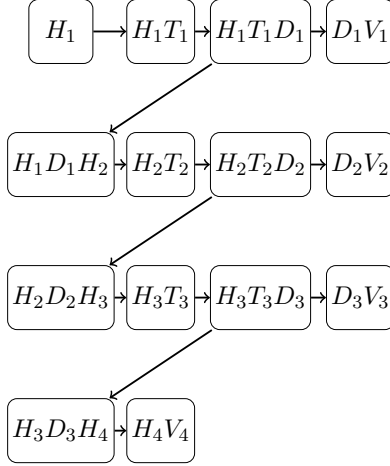 H₁ H₁T₁ H₁T₁D₁ D₁V₁
H₁D₁H₂ H₂T₂ H₂T₂D₂ D₂V₂
H₂D₂H₃ H₃T₃ H₃T₃D₃ D₃V₃
H₃D₃H₄ H₄V₄